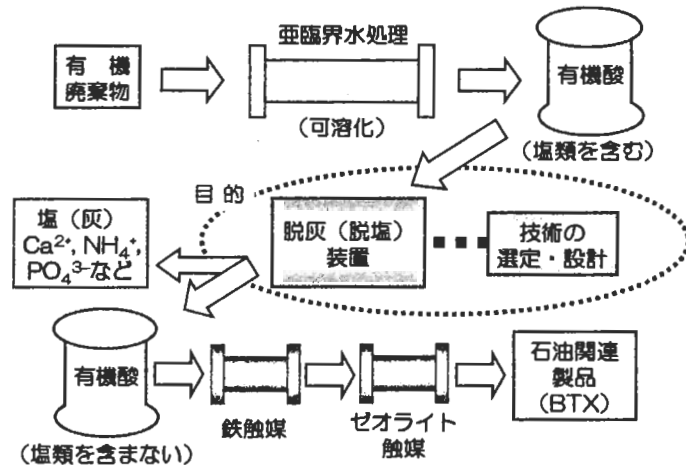 亜臨界水処理
有 機
廃棄物
(可溶化)
有機酸
(塩類を含む)
目 的
塩(灰)
Ca²⁺, NH₄⁺,
PO₄³⁻など
脱灰(脱塩)
装置
技術の
選定・設計
有機酸
(塩類を含まない)
鉄触媒
ゼオライト
触媒
石油関連
製品
(BTX)